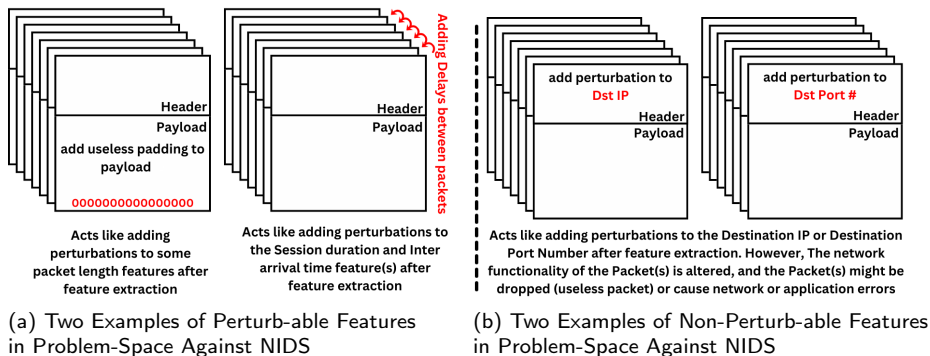 Header
Payload
add useless padding to
payload
0000000000000000
Acts like adding
perturbations to some
packet length features after
feature extraction
Adding Delays between packets
Header
Payload
Acts like adding perturbations to
the Session duration and Inter
arrival time feature(s) after
feature extraction
(a) Two Examples of Perturb-able Features
in Problem-Space Against NIDS
add perturbation to
Dst IP
Header
Payload
add perturbation to
Dst Port #
Header
Payload
Acts like adding perturbations to the Destination IP or Destination
Port Number after feature extraction. However, The network
functionality of the Packet(s) is altered, and the Packet(s) might be
dropped (useless packet) or cause network or application errors
(b) Two Examples of Non-Perturb-able Features
in Problem-Space Against NIDS